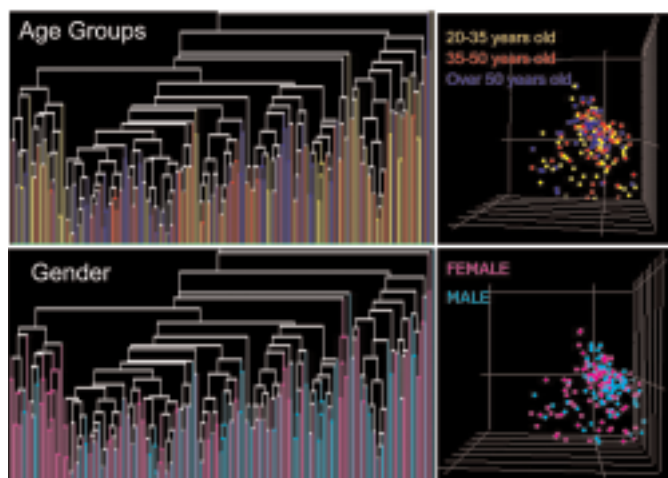 Age Groups
20-35 years old
35-50 years old
Over 50 years old
Gender
FEMALE
MALE